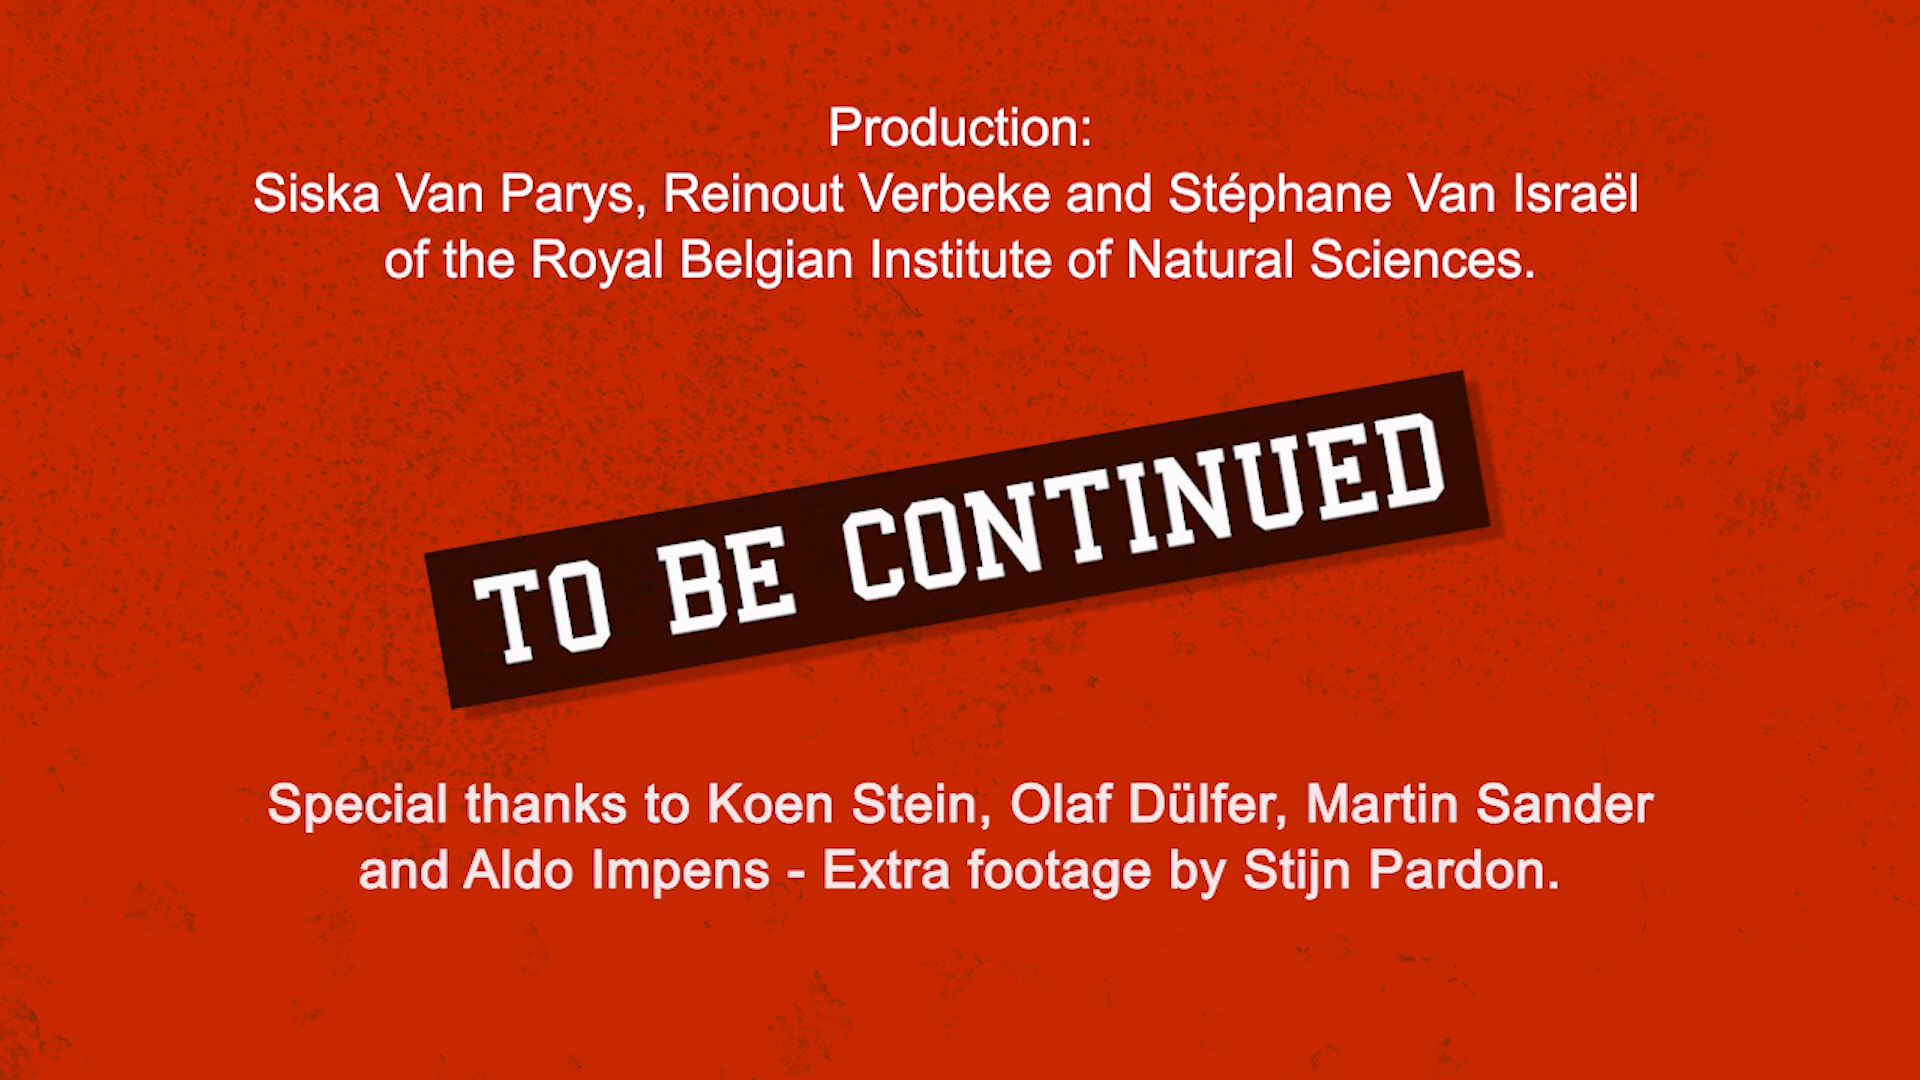 Production:
Siska Van Parys, Reinout Verbeke and Stéphane Van Israël
of the Royal Belgian Institute of Natural Sciences.
TO BE CONTINUED
Special thanks to Koen Stein, Olaf Dülfer, Martin Sander
and Aldo Impens - Extra footage by Stijn Pardon.